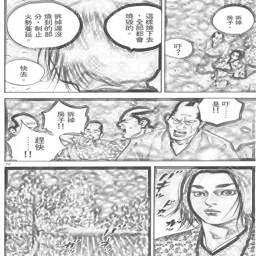 這樣燒下去
,全部都會
燒毀的。
拆掉還沒
燒到的部
分,制止
火勢蔓延。
快去。
拆掉
房子。
吓?
是…
吓…
…!!
拆掉
房子!!
趕快
…!!